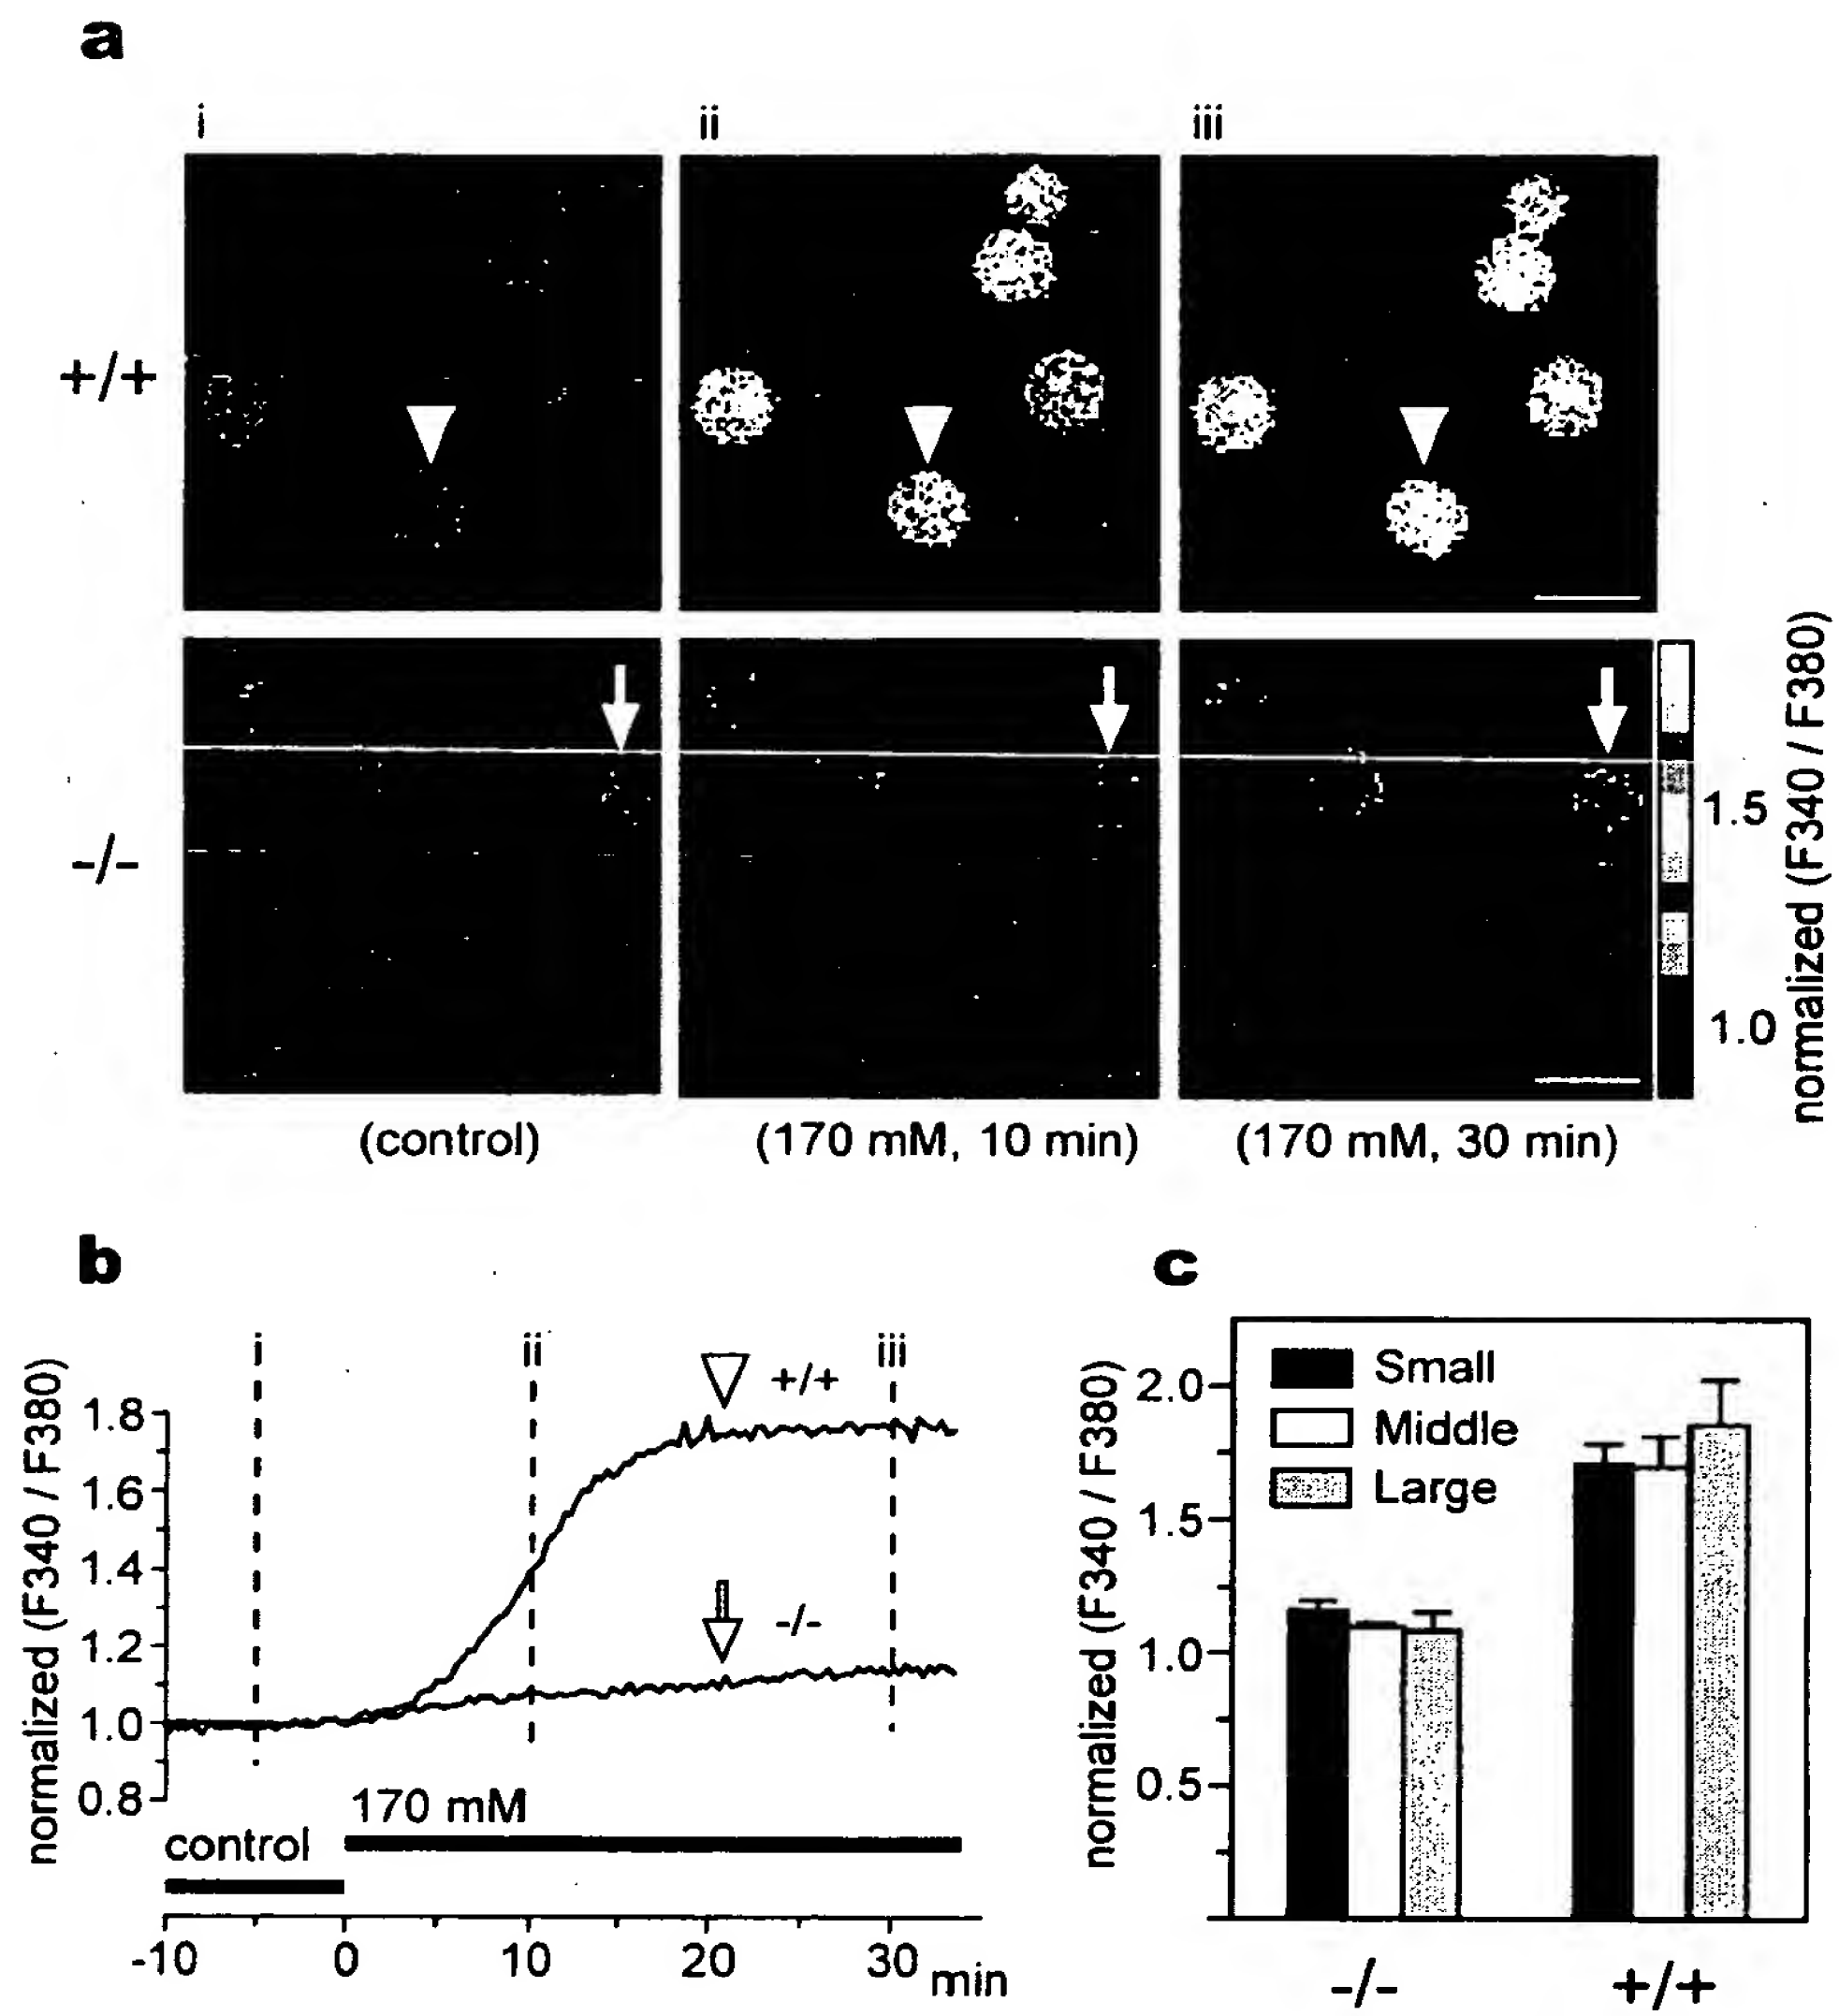 a
i ii iii
+/+
-/-
1.5
1.0
normalized (F340 / F380)
(control) (170 mM, 10 min) (170 mM, 30 min)
b
i ii iii
+/+
-/-
normalized (F340 / F380)
1.8
1.6
1.4
1.2
1.0
0.8
170 mM
control
-10 0 10 20 30 min
c
Small
Middle
Large
normalized (F340 / F380)
2.0
1.5
1.0
0.5
-/- +/+